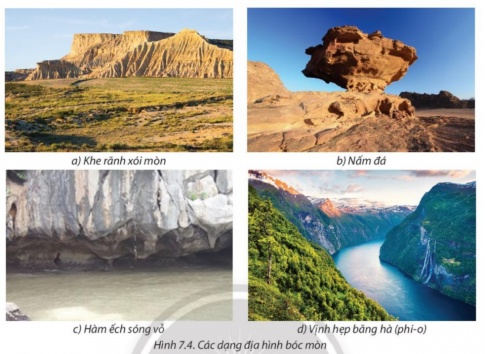 a) Khe rãnh xói mòn
b) Nấm đá
c) Hàm ếch sóng vỗ
d) Vịnh hẹp băng hà (phi-o)
Hình 7.4. Các dạng địa hình bóc mòn